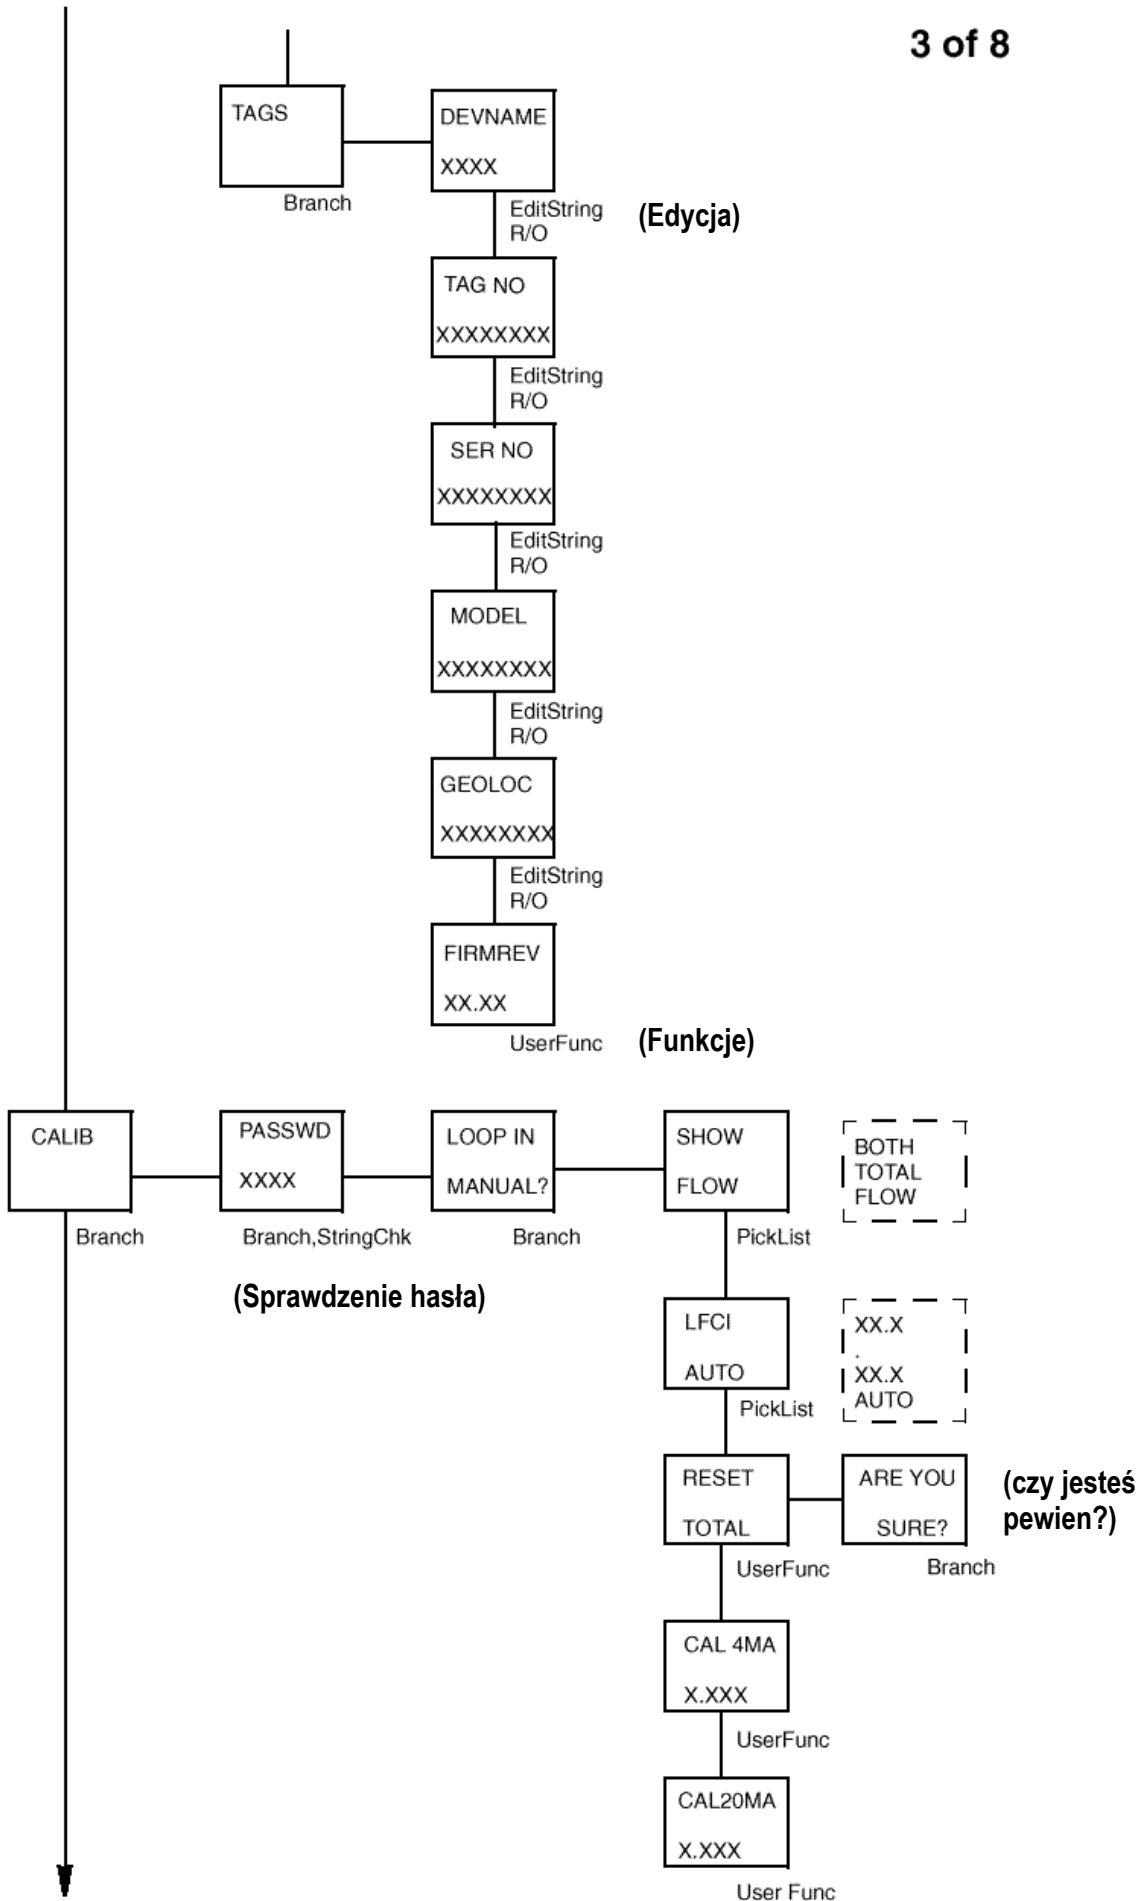 3 of 8
TAGS
Branch
DEVNAME
XXXX
EditString
R/O
(Edycja)
TAG NO
XXXXXXXX
EditString
R/O
SER NO
XXXXXXXX
EditString
R/O
MODEL
XXXXXXXX
EditString
R/O
GEOLOC
XXXXXXXX
EditString
R/O
FIRMREV
XX.XX
UserFunc
(Funkcje)
CALIB
Branch
PASSWD
XXXX
Branch,StringChk
(Sprawdzenie hasła)
LOOP IN
MANUAL?
Branch
SHOW
FLOW
PickList
BOTH
TOTAL
FLOW
LFCI
AUTO
PickList
XX.X
.
XX.X
AUTO
RESET
TOTAL
UserFunc
ARE YOU
SURE?
Branch
(czy jesteś
pewien?)
CAL 4MA
X.XXX
UserFunc
CAL20MA
X.XXX
User Func